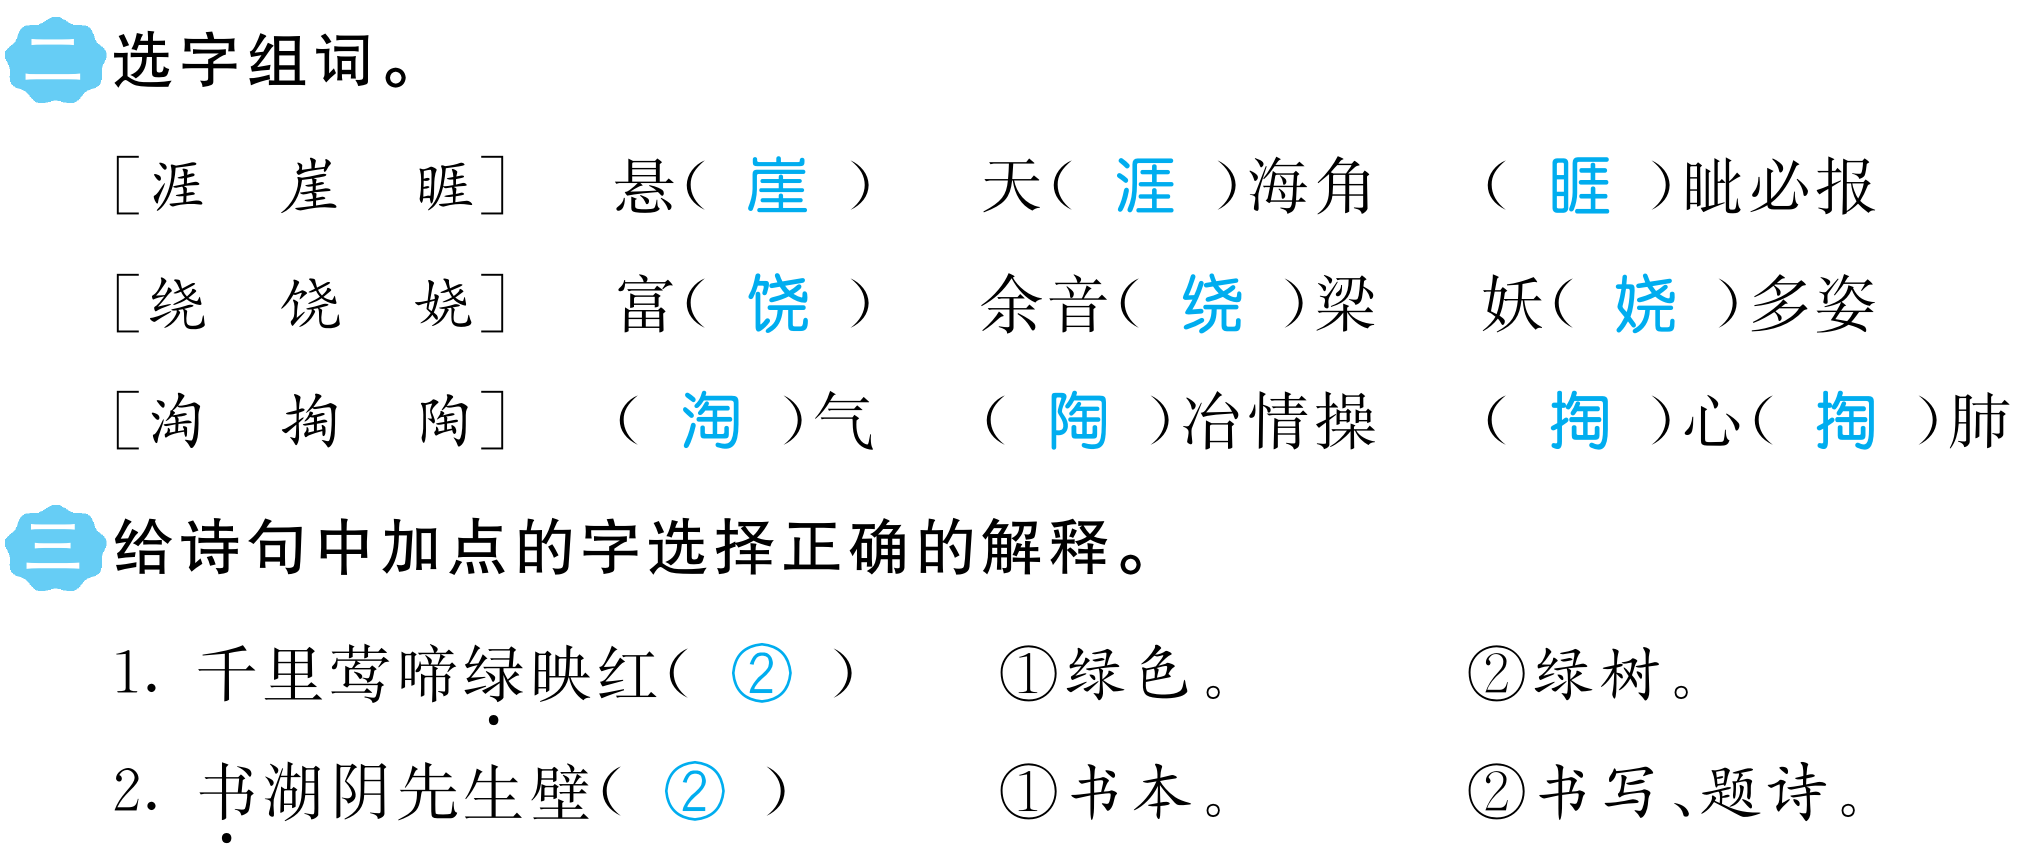 二 选字组词。
[涯 崖 睚] 悬( 崖 ) 天( 涯 )海角 ( 睚 )眦必报
[绕 饶 娆] 富( 饶 ) 余音( 绕 )梁 妖( 娆 )多姿
[淘 掏 陶] ( 淘 )气 ( 陶 )冶情操 ( 掏 )心( 掏 )肺
三 给诗句中加点的字选择正确的解释。
1. 千里莺啼绿映红( ② ) ①绿色。 ②绿树。
2. 书湖阴先生壁( ② ) ①书本。 ②书写、题诗。